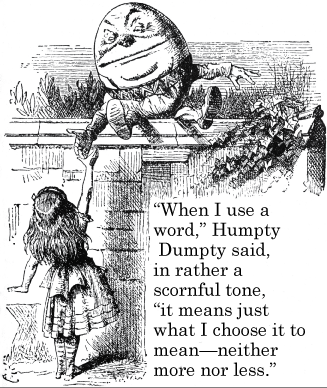 “When I use a
word,” Humpty
Dumpty said,
in rather a
scornful tone,
“it means just
what I choose it to
mean—neither
more nor less.”